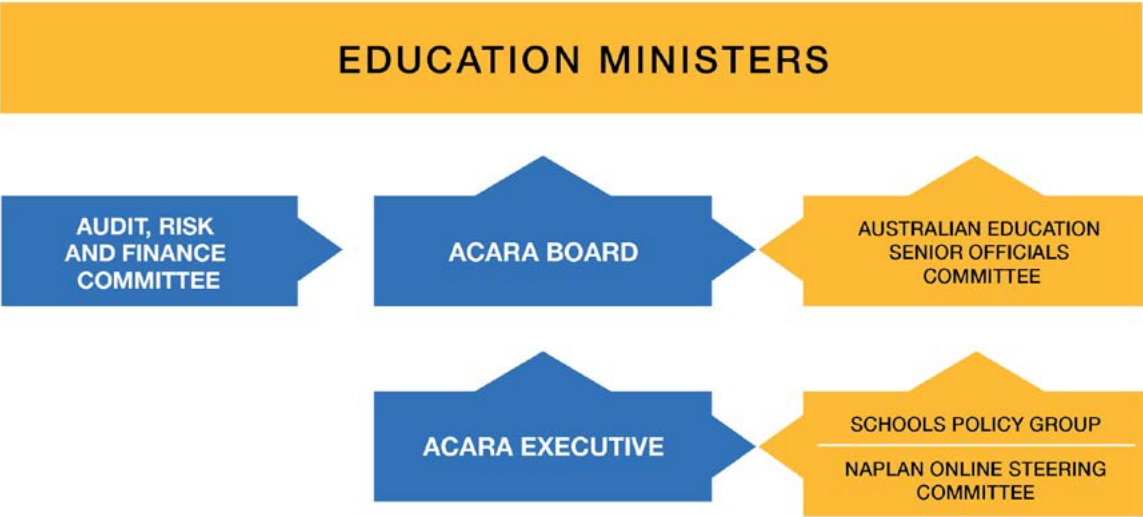 EDUCATION MINISTERS
AUDIT, RISK
AND FINANCE
COMMITTEE
ACARA BOARD
AUSTRALIAN EDUCATION
SENIOR OFFICIALS
COMMITTEE
ACARA EXECUTIVE
SCHOOLS POLICY GROUP
NAPLAN ONLINE STEERING
COMMITTEE